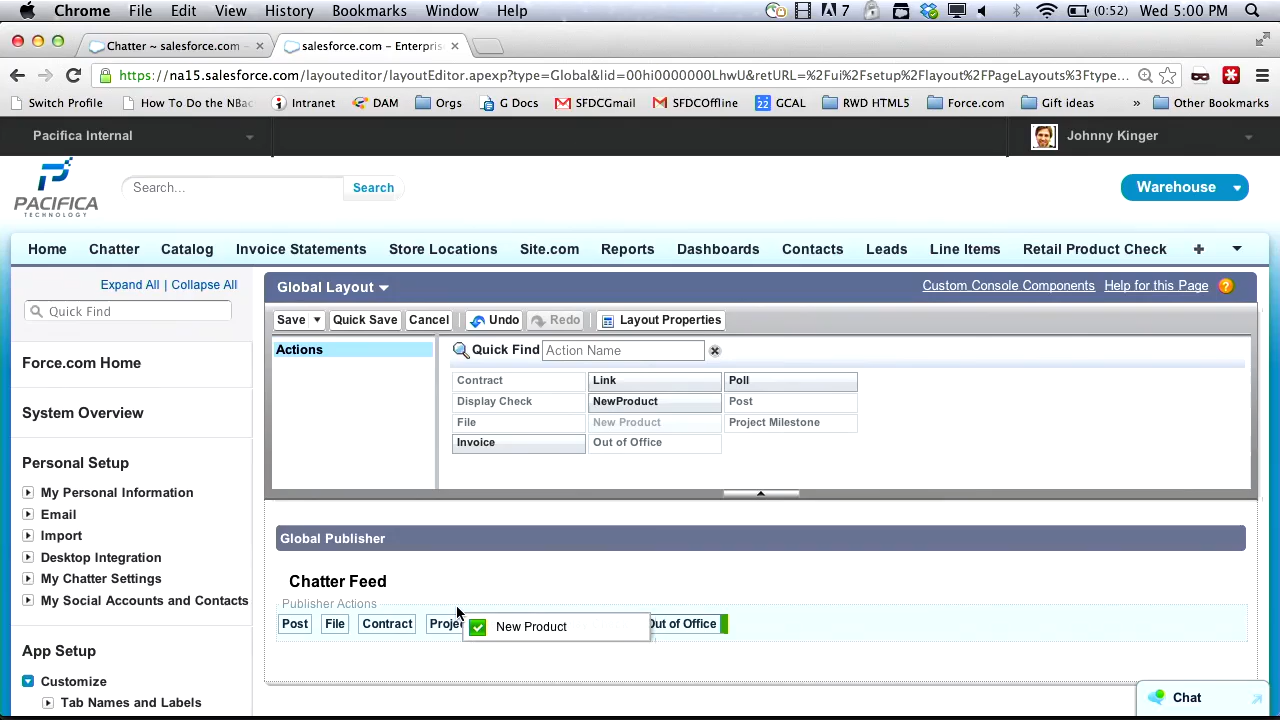 Chrome File Edit View History Bookmarks Window Help 7 (0:52) Wed 5:00 PM
Chatter ~ salesforce.com - × salesforce.com - Enterpris ×
https://na15.salesforce.com/layouteditor/layoutEditor.apexp?type=Global&lid=00hi0000000LhwU&retURL=%2Fui%2Fsetup%2Flayout%2FPageLayouts%3Ftype...
Switch Profile How To Do the NBa Intranet DAM Orgs G Docs SFDCGmail SFDCOffline 22 GCAL RWD HTML5 Force.com Gift ideas » Other Bookmarks
Pacifica Internal Johnny Kinger
PACIFICA
TECHNOLOGY
Search... Search Warehouse
Home Chatter Catalog Invoice Statements Store Locations Site.com Reports Dashboards Contacts Leads Line Items Retail Product Check +
Expand All | Collapse All
Quick Find
Force.com Home
System Overview
Personal Setup
My Personal Information
Email
Import
Desktop Integration
My Chatter Settings
My Social Accounts and Contacts
App Setup
Customize
Tab Names and Labels
Global Layout Custom Console Components Help for this Page ?
Save Quick Save Cancel Undo Redo Layout Properties
Actions
Quick Find Action Name
Contract Link Poll
Display Check NewProduct Post
File New Product Project Milestone
Invoice Out of Office
Global Publisher
Chatter Feed
Publisher Actions
Post File Contract Projec New Product Out of Office
Chat